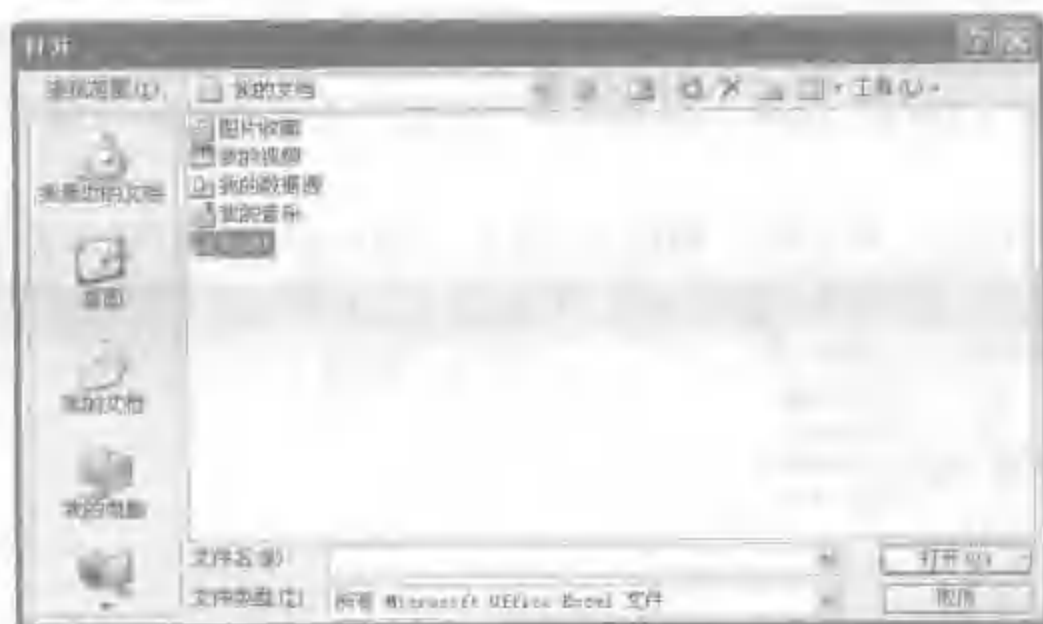 打开
查找范围(I):
我的文档
工具(L)
图片收藏
我的视频
我的数据源
我的音乐
我最近的文档
桌面
我的文档
我的电脑
文件名(N):
文件类型(T):
所有 Microsoft Office Excel 文件
打开(O)
取消